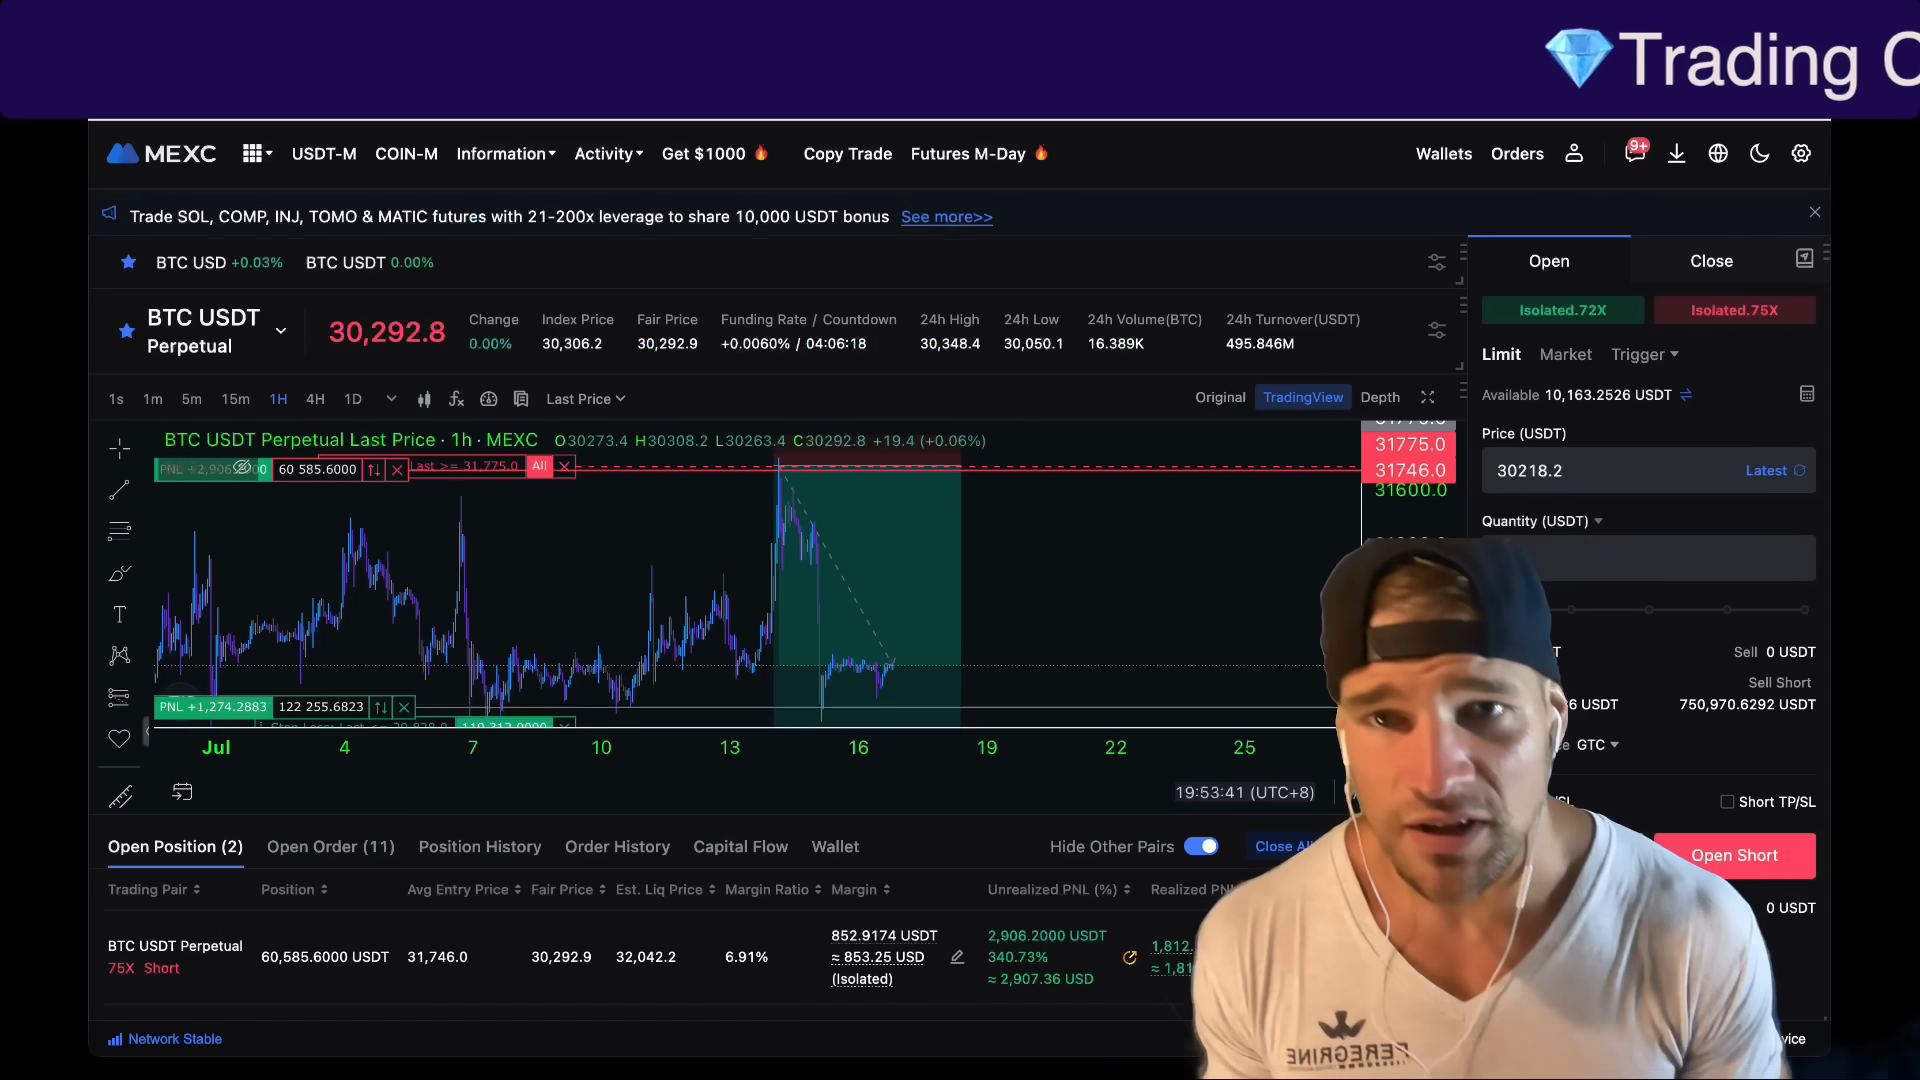 💎Trading
MEXC
USDT-M
COIN-M
Information
Activity
Get $1000 🔥
Copy Trade
Futures M-Day 🔥
Wallets
Orders
9+
Trade SOL, COMP, INJ, TOMO & MATIC futures with 21-200x leverage to share 10,000 USDT bonus See more>>
BTC USD +0.03% BTC USDT 0.00%
Open
Close
BTC USDT
Perpetual
30,292.8
Change
0.00%
Index Price
30,306.2
Fair Price
30,292.9
Funding Rate / Countdown
+0.0060% / 04:06:18
24h High
30,348.4
24h Low
30,050.1
24h Volume(BTC)
16.389K
24h Turnover(USDT)
495.846M
Isolated.72X
Isolated.75X
Limit Market Trigger
Available 10,163.2526 USDT
Price (USDT)
30218.2 Latest
Quantity (USDT)
1s 1m 5m 15m 1H 4H 1D
Last Price
Original TradingView Depth
BTC USDT Perpetual Last Price · 1h · MEXC O30273.4 H30308.2 L30263.4 C30292.8 +19.4 (+0.06%)
60 585.6000
>= 31,775.0 All
31775.0
31746.0
31600.0
PNL +1,274.2883 122 255.6823
Jul 4 7 10 13 16 19 22 25
19:53:41 (UTC+8)
Sell 0 USDT
Sell Short
USDT 750,970.6292 USDT
GTC
Short TP/SL
Open Short
0 USDT
Open Position (2) Open Order (11) Position History Order History Capital Flow Wallet
Hide Other Pairs Close
Trading Pair Position Avg Entry Price Fair Price Est. Liq Price Margin Ratio Margin Unrealized PNL (%) Realized
BTC USDT Perpetual
75X Short
60,585.6000 USDT
31,746.0
30,292.9
32,042.2
6.91%
852.9174 USDT
≈ 853.25 USD
(Isolated)
2,906.2000 USDT
340.73%
≈ 2,907.36 USD
Network Stable
PEREGRINE